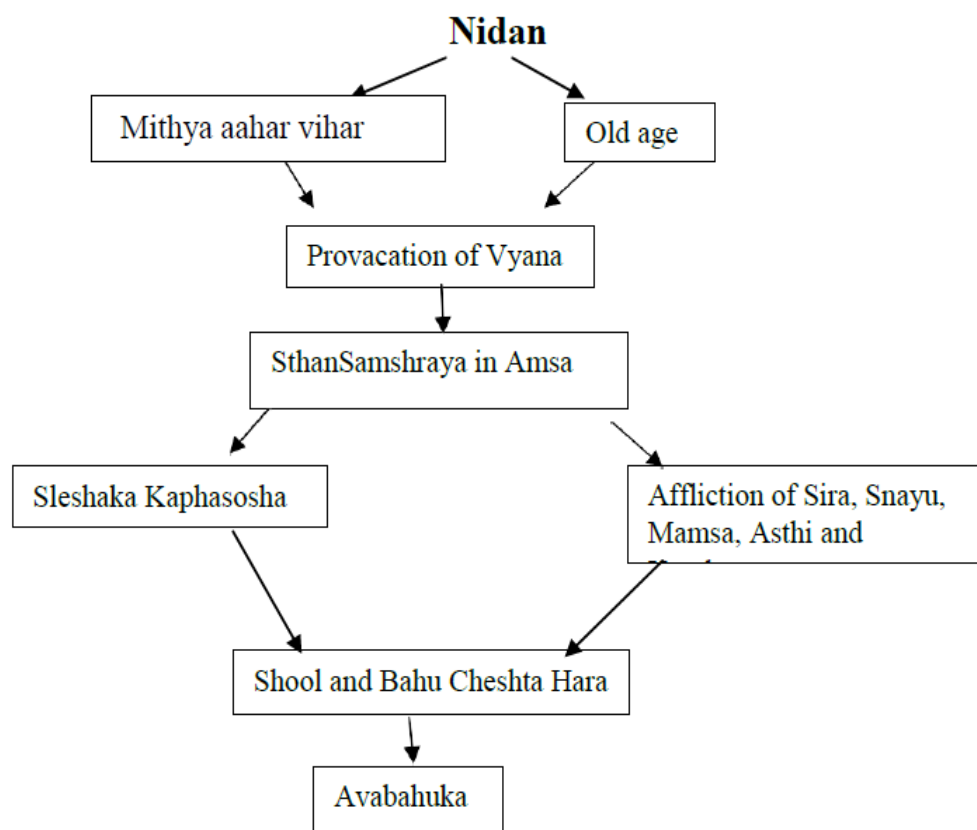 Nidan
Mithya aahar vihar
Old age
Provacation of Vyana
SthanSamshraya in Amsa
Sleshaka Kaphasosha
Affliction of Sira, Snayu,
Mamsa, Asthi and
Shool and Bahu Cheshta Hara
Avabahuka